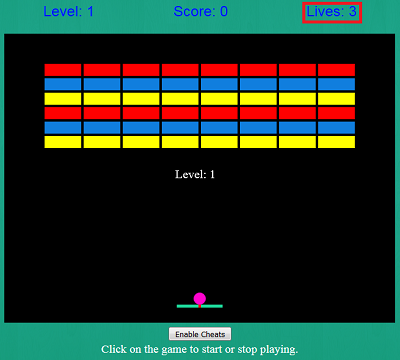 Level: 1 Score: 0 Lives: 3
Level: 1
Enable Cheats
Click on the game to start or stop playing.